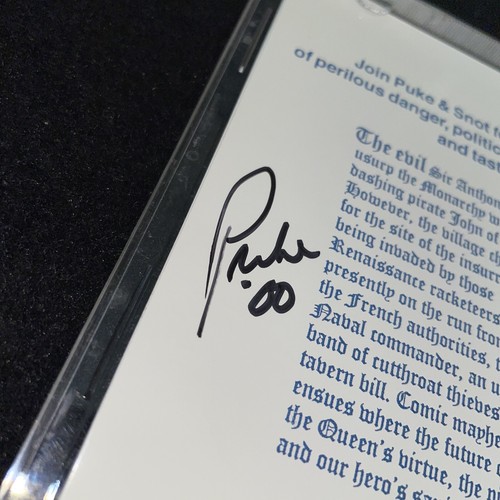 Join Puke & Snot
of perilous danger, politic
and tast
The evil Sir Anthon
usurp the Monarchy
dashing pirate John of
However, the village th
for the site of the insur
being invaded by those
Renaissance racketeers
presently on the run from
the French authorities,
Naval commander, an u
band of cutthroat thieves
tavern bill. Comic mayhe
ensues where the future o
the Queen's virtue, the
and our hero's
Puke
'00